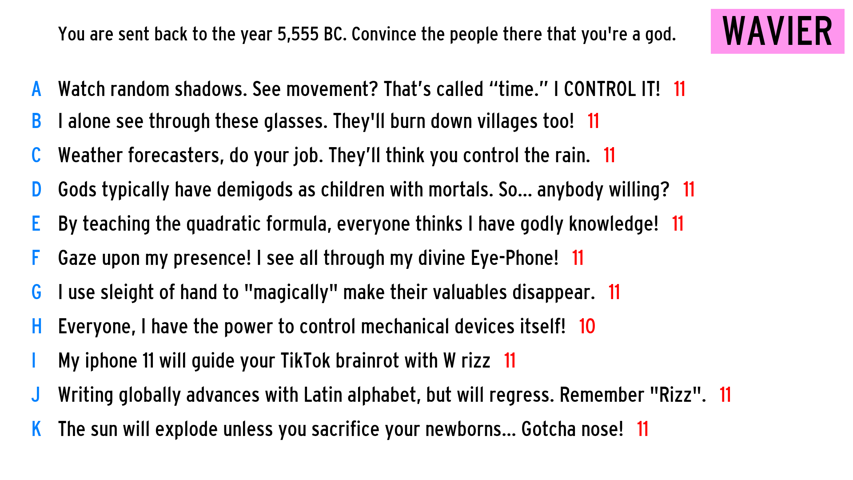 You are sent back to the year 5,555 BC. Convince the people there that you're a god.
WAVIER
A Watch random shadows. See movement? That's called “time.” I CONTROL IT! 11
B I alone see through these glasses. They'll burn down villages too! 11
C Weather forecasters, do your job. They'll think you control the rain. 11
D Gods typically have demigods as children with mortals. So... anybody willing? 11
E By teaching the quadratic formula, everyone thinks I have godly knowledge! 11
F Gaze upon my presence! I see all through my divine Eye-Phone! 11
G I use sleight of hand to "magically" make their valuables disappear. 11
H Everyone, I have the power to control mechanical devices itself! 10
I My iphone 11 will guide your TikTok brainrot with W rizz 11
J Writing globally advances with Latin alphabet, but will regress. Remember "Rizz". 11
K The sun will explode unless you sacrifice your newborns... Gotcha nose! 11